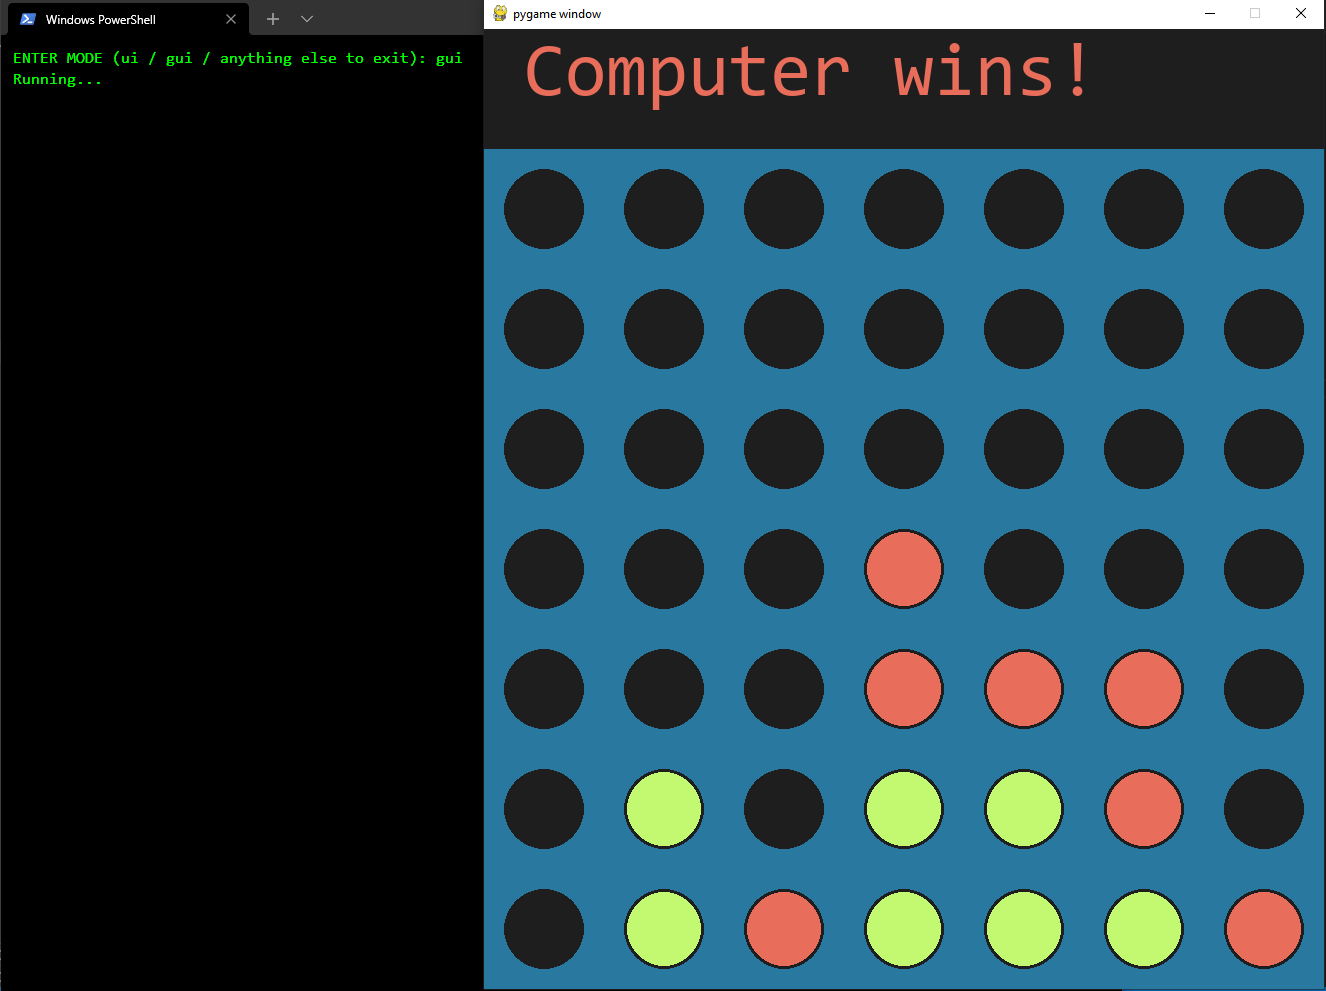 Windows PowerShell
ENTER MODE (ui / gui / anything else to exit): gui
Running...
pygame window
Computer wins!